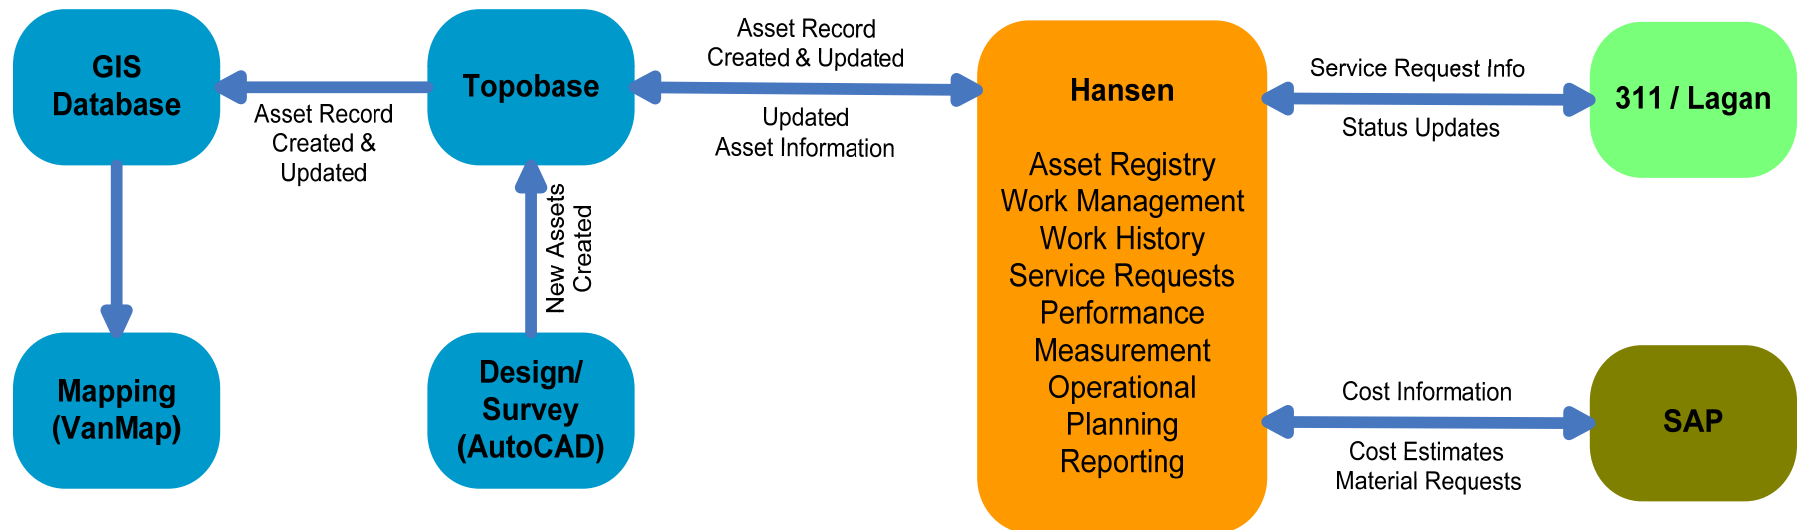 GIS
Database
Asset Record
Created &
Updated
Mapping
(VanMap)
Topobase
New Assets
Created
Design/
Survey
(AutoCAD)
Asset Record
Created & Updated
Updated
Asset Information
Hansen
Asset Registry
Work Management
Work History
Service Requests
Performance
Measurement
Operational
Planning
Reporting
Service Request Info
Status Updates
311 / Lagan
Cost Information
Cost Estimates
Material Requests
SAP